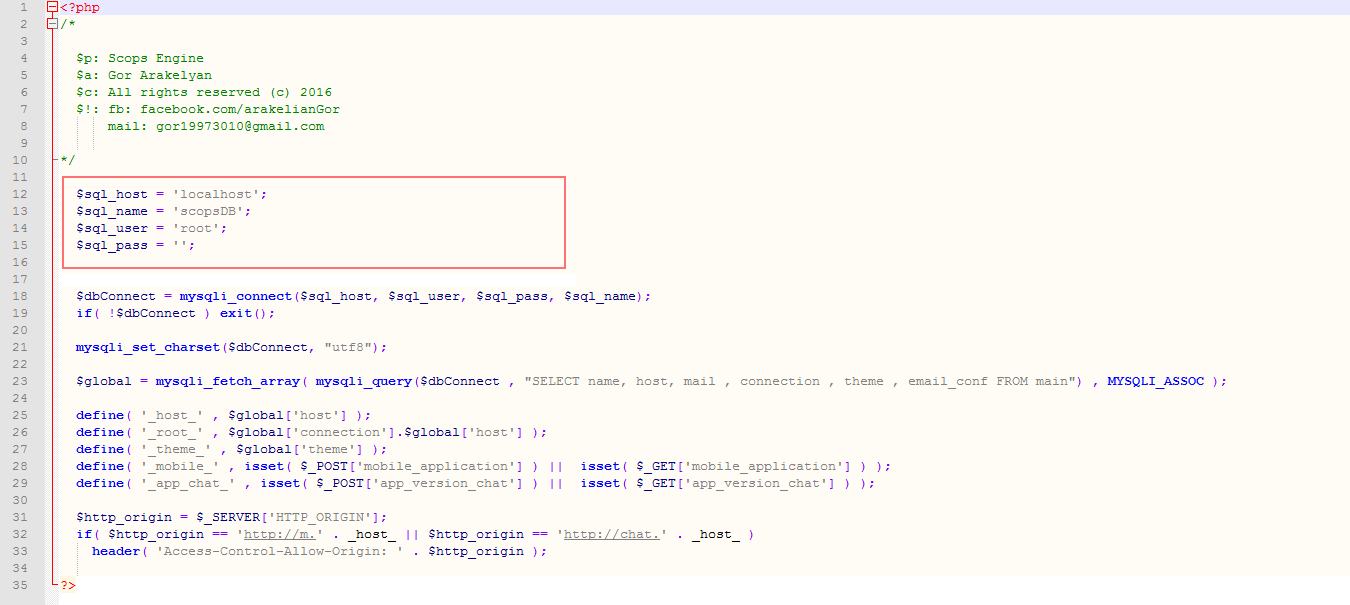 1 <?php
2 /*
3
4 $p: Scops Engine
5 $a: Gor Arakelyan
6 $c: All rights reserved (c) 2016
7 $!: fb: facebook.com/arakelianGor
8 mail: gor19973010@gmail.com
9
10 */
11
12 $sql_host = 'localhost';
13 $sql_name = 'scopsDB';
14 $sql_user = 'root';
15 $sql_pass = '';
16
17
18 $dbConnect = mysqli_connect($sql_host, $sql_user, $sql_pass, $sql_name);
19 if( !$dbConnect ) exit();
20
21 mysqli_set_charset($dbConnect, "utf8");
22
23 $global = mysqli_fetch_array( mysqli_query($dbConnect , "SELECT name, host, mail , connection , theme , email_conf FROM main") , MYSQLI_ASSOC );
24
25 define( '_host_' , $global['host'] );
26 define( '_root_' , $global['connection'].$global['host'] );
27 define( '_theme_' , $global['theme'] );
28 define( '_mobile_' , isset( $_POST['mobile_application'] ) || isset( $_GET['mobile_application'] ) );
29 define( '_app_chat_' , isset( $_POST['app_version_chat'] ) || isset( $_GET['app_version_chat'] ) );
30
31 $http_origin = $_SERVER['HTTP_ORIGIN'];
32 if( $http_origin == 'http://m.' . _host_ || $http_origin == 'http://chat.' . _host_ )
33 header( 'Access-Control-Allow-Origin: ' . $http_origin );
34
35 ?>